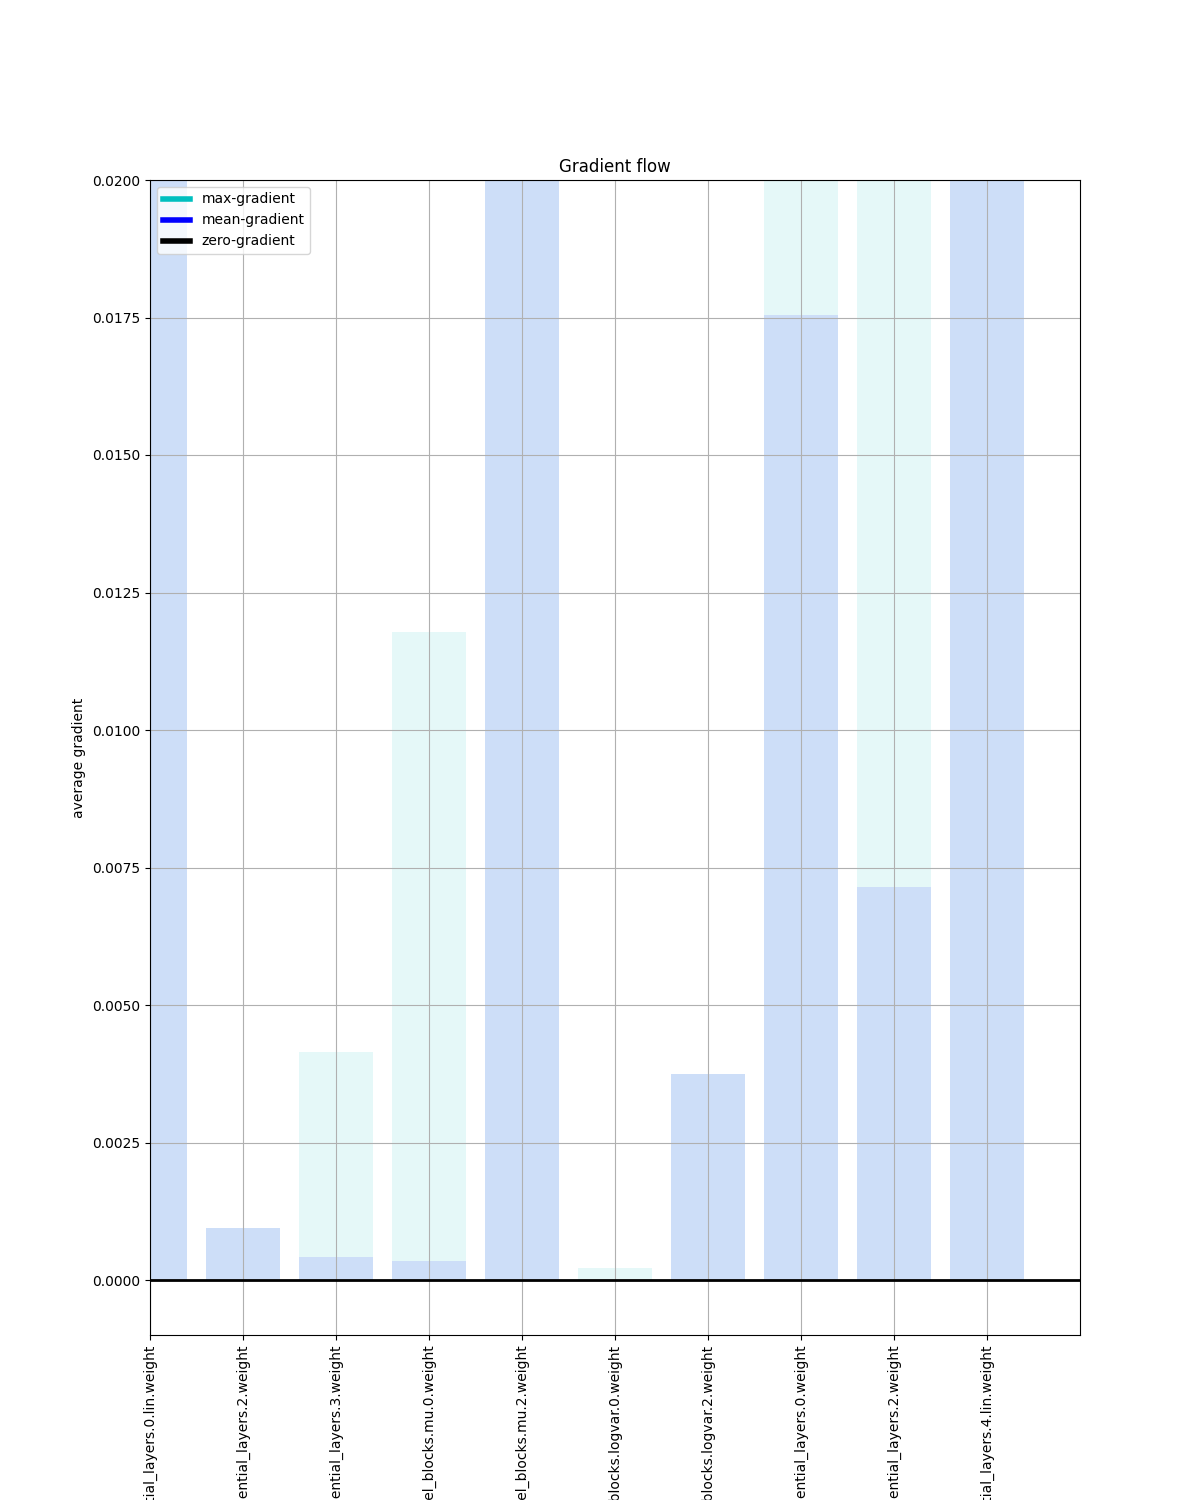 Gradient flow
max-gradient
mean-gradient
zero-gradient
0.0200
0.0175
0.0150
0.0125
0.0100
0.0075
0.0050
0.0025
0.0000
average gradient
tial_layers.0.lin.weight
ential_layers.2.weight
ential_layers.3.weight
el_blocks.mu.0.weight
el_blocks.mu.2.weight
blocks.logvar.0.weight
blocks.logvar.2.weight
ential_layers.0.weight
ential_layers.2.weight
tial_layers.4.lin.weight